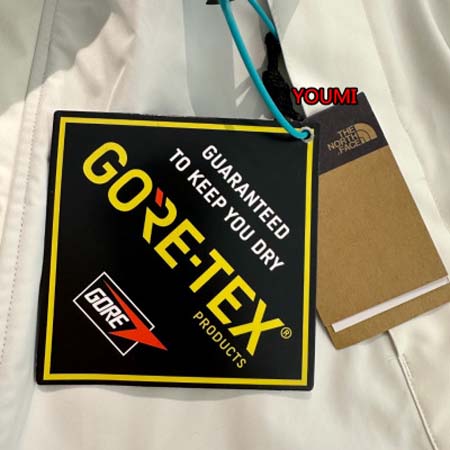 YOUMI
THE
NORTH
FACE
GUARANTEED
TO KEEP YOU DRY
GORE-TEX®
PRODUCTS
GORE